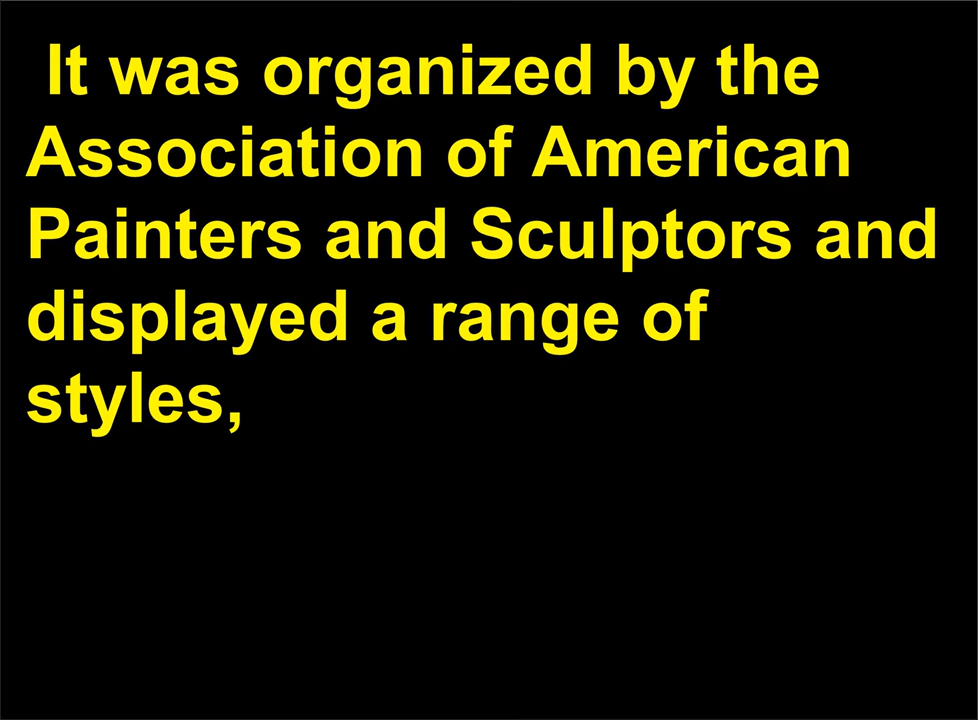 It was organized by the
Association of American
Painters and Sculptors and
displayed a range of
styles,